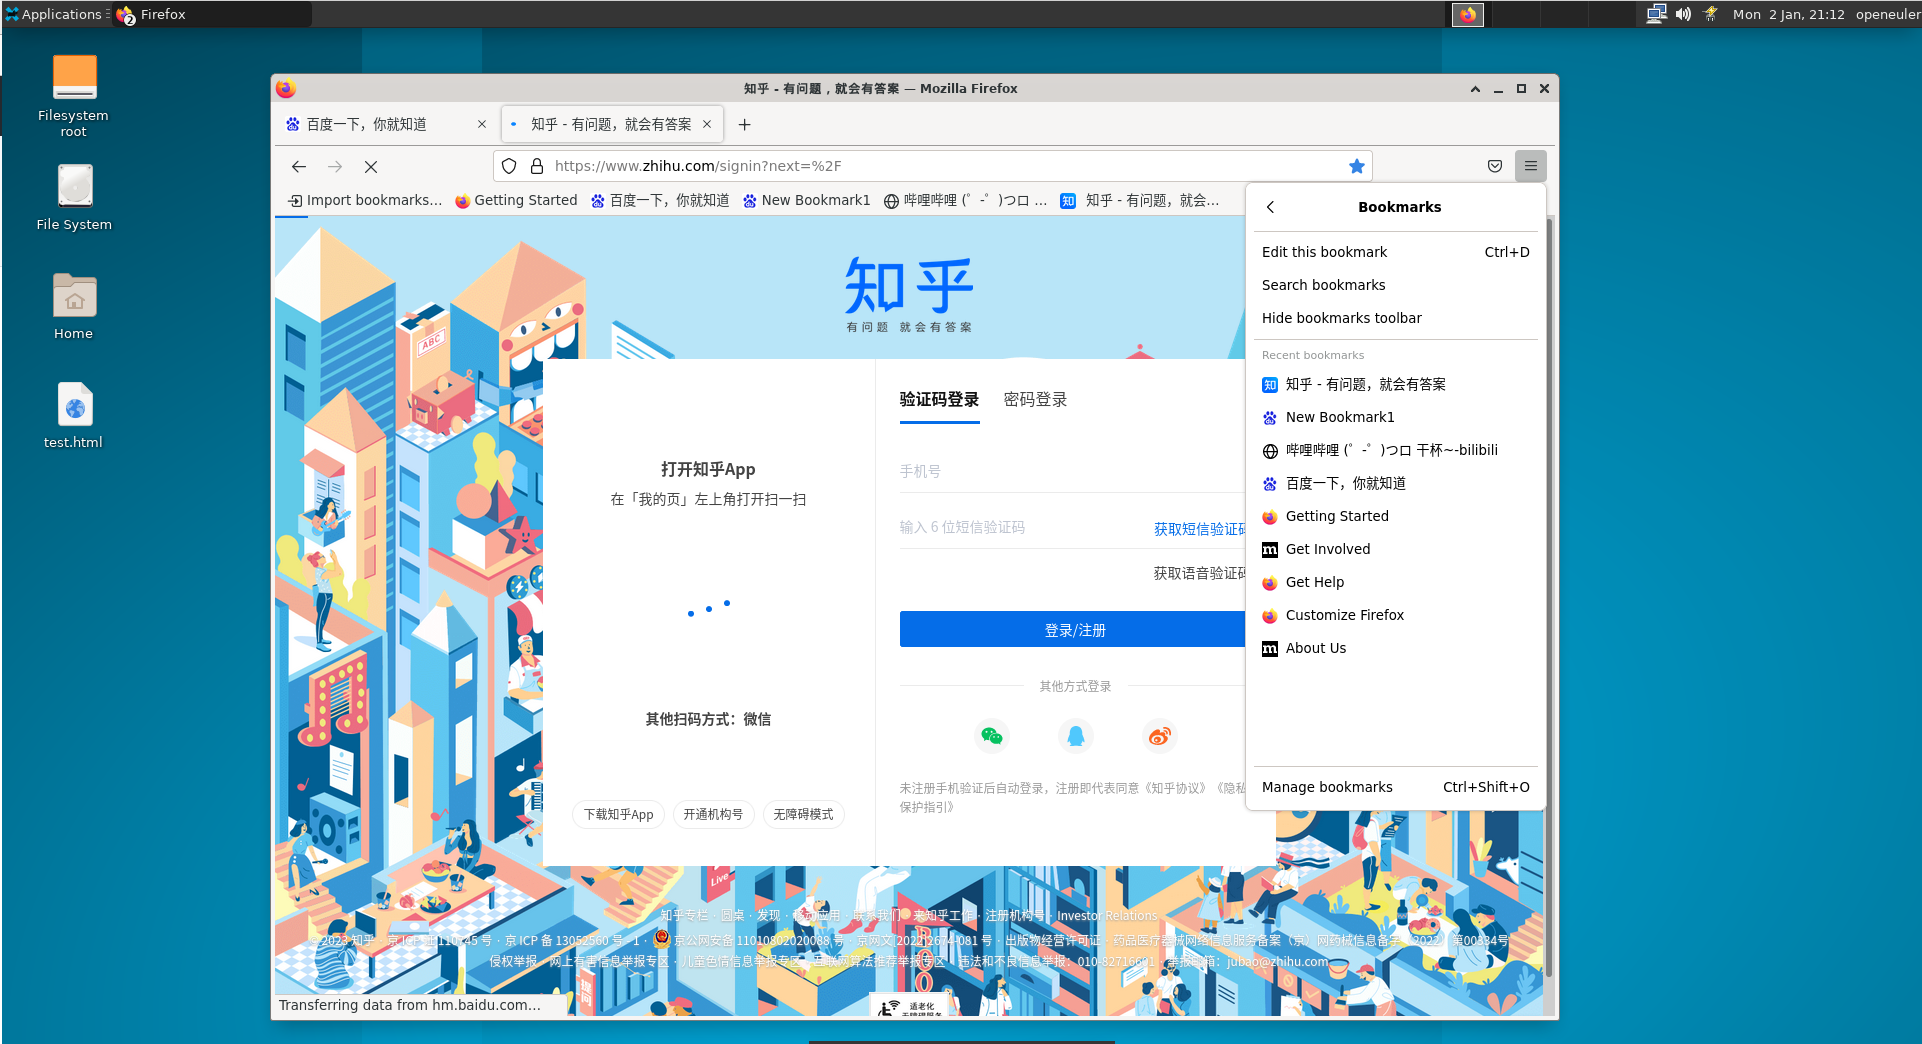 Applications
2
Firefox
Mon 2 Jan, 21:12
openeuler
Filesystem
root
File System
Home
test.html
知乎 - 有问题，就会有答案 — Mozilla Firefox
百度一下，你就知道
知乎 - 有问题，就会有答案
https://www.zhihu.com/signin?next=%2F
Import bookmarks...
Getting Started
百度一下，你就知道
New Bookmark1
哔哩哔哩 (゜-゜)つロ ...
知
知乎 - 有问题，就会...
知乎
有问题 就会有答案
ABC
打开知乎App
在「我的页」左上角打开扫一扫
其他扫码方式：微信
下载知乎App
开通机构号
无障碍模式
验证码登录
密码登录
手机号
输入 6 位短信验证码
获取短信验证码
获取语音验证码
登录/注册
其他方式登录
未注册手机验证后自动登录，注册即代表同意《知乎协议》《隐私
保护指引》
Bookmarks
Edit this bookmark
Ctrl+D
Search bookmarks
Hide bookmarks toolbar
Recent bookmarks
知
知乎 - 有问题，就会有答案
New Bookmark1
哔哩哔哩 (゜-゜)つロ 干杯~-bilibili
百度一下，你就知道
Getting Started
m
Get Involved
Get Help
Customize Firefox
m
About Us
Manage bookmarks
Ctrl+Shift+O
Live
知乎专栏 · 圆桌 · 发现 · 移动应用 · 联系我们 · 来知乎工作 · 注册机构号 · Investor Relations
© 2023 知乎 · 京 ICP 证 110745 号 · 京 ICP 备 13052560 号 - 1 · 京公网安备 11010802020088 号 · 京网文[2022]2674-081 号 · 出版物经营许可证 · 药品医疗器械网络信息服务备案（京）网药械信息备字（2022）第00334号
侵权举报 · 网上有害信息举报专区 · 儿童色情信息举报专区 · 互联网算法推荐举报专区 · 违法和不良信息举报：010-82716601 · 举报邮箱：jubao@zhihu.com
提问
适老化
无障碍服务
Transferring data from hm.baidu.com...